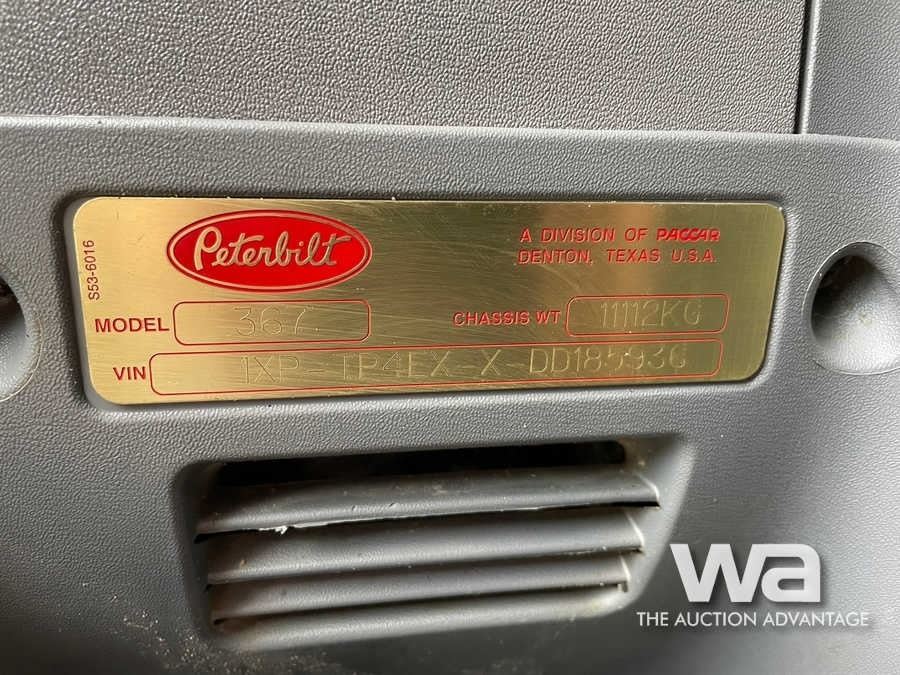 S53-6016
Peterbilt
A DIVISION OF PACCAR
DENTON, TEXAS U.S.A.
MODEL 367
CHASSIS WT 11112KG
VIN 1XP-TP4EX X DD185936
wa
THE AUCTION ADVANTAGE